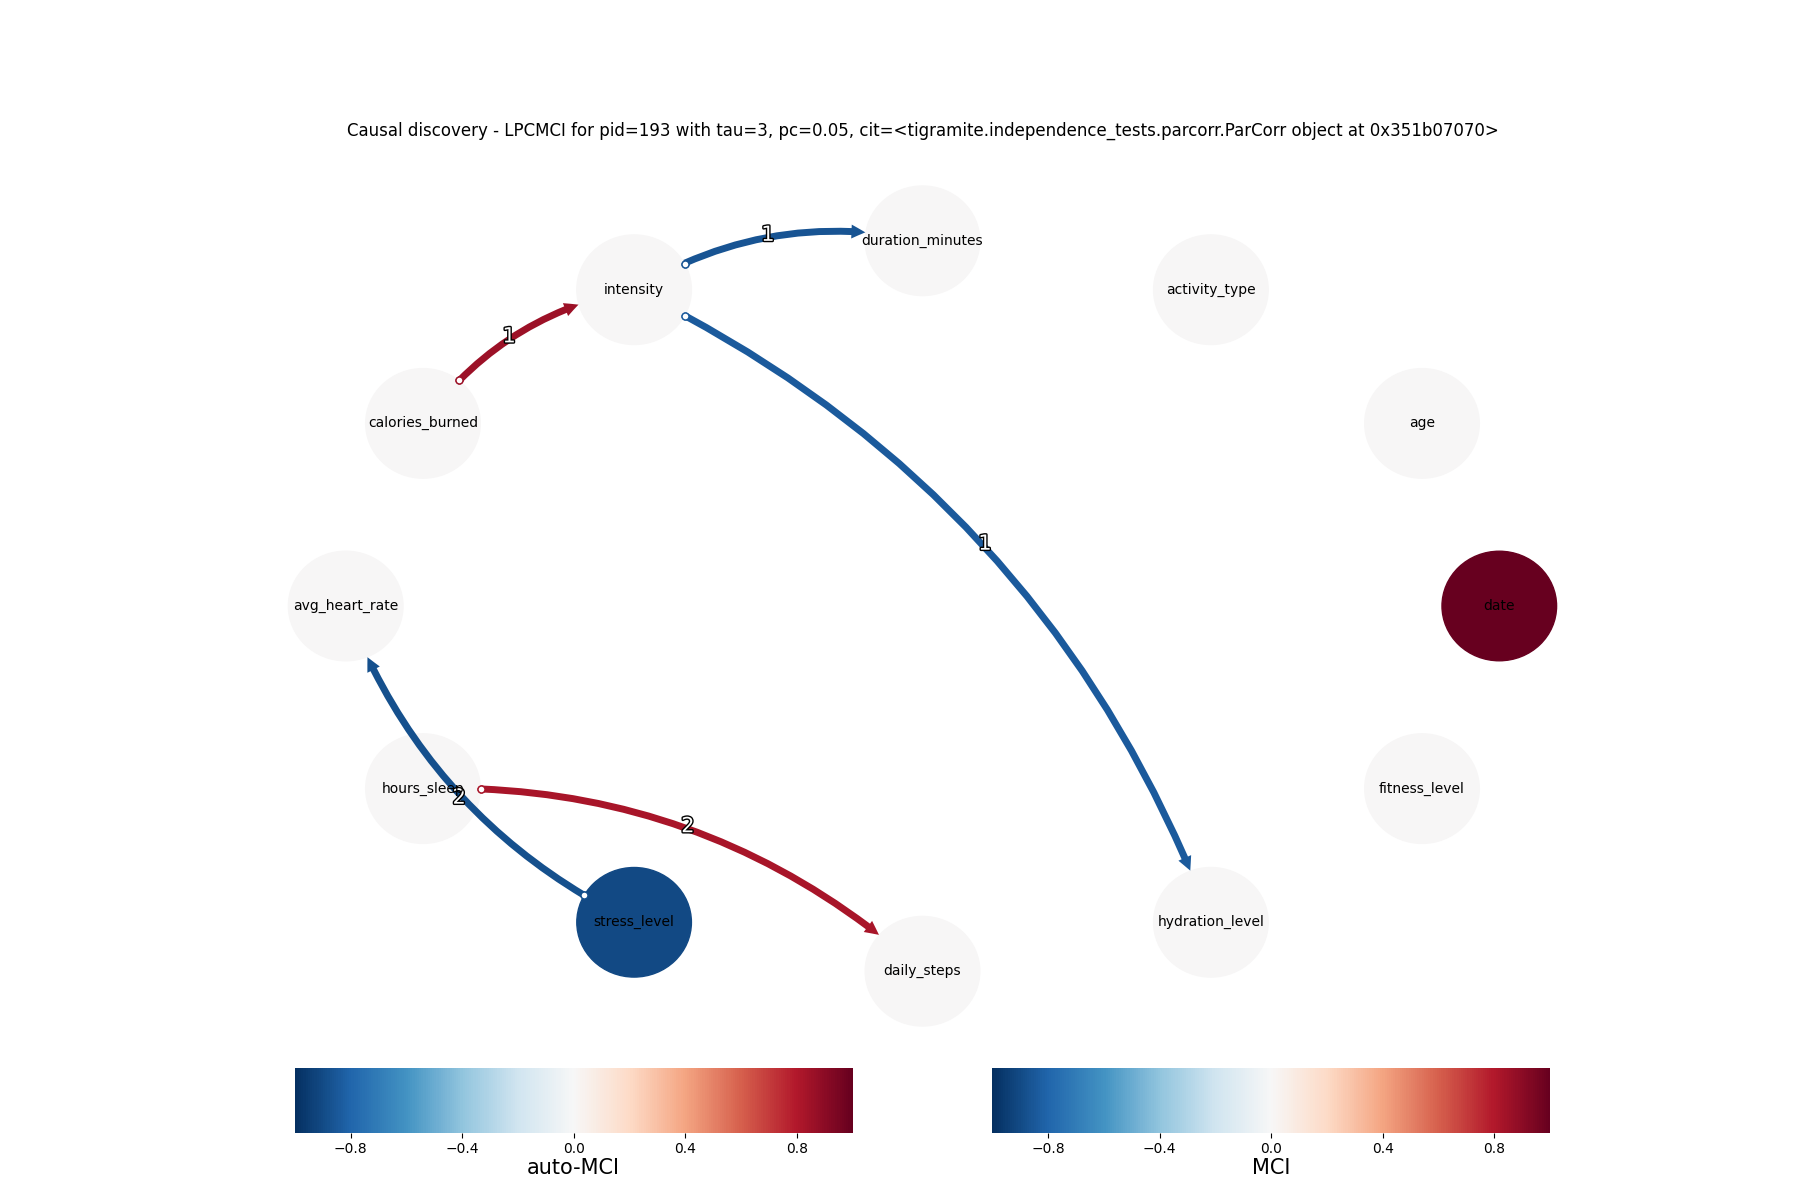 Causal discovery - LPCMCI for pid=193 with tau=3, pc=0.05, cit=<tigramite.independence_tests.parcorr.ParCorr object at 0x351b07070>
duration_minutes
1
intensity
activity_type
1
calories_burned
age
1
avg_heart_rate
date
hours_sleep
2
2
fitness_level
stress_level
hydration_level
daily_steps
−0.8 −0.4 0.0 0.4 0.8
auto-MCI
−0.8 −0.4 0.0 0.4 0.8
MCI